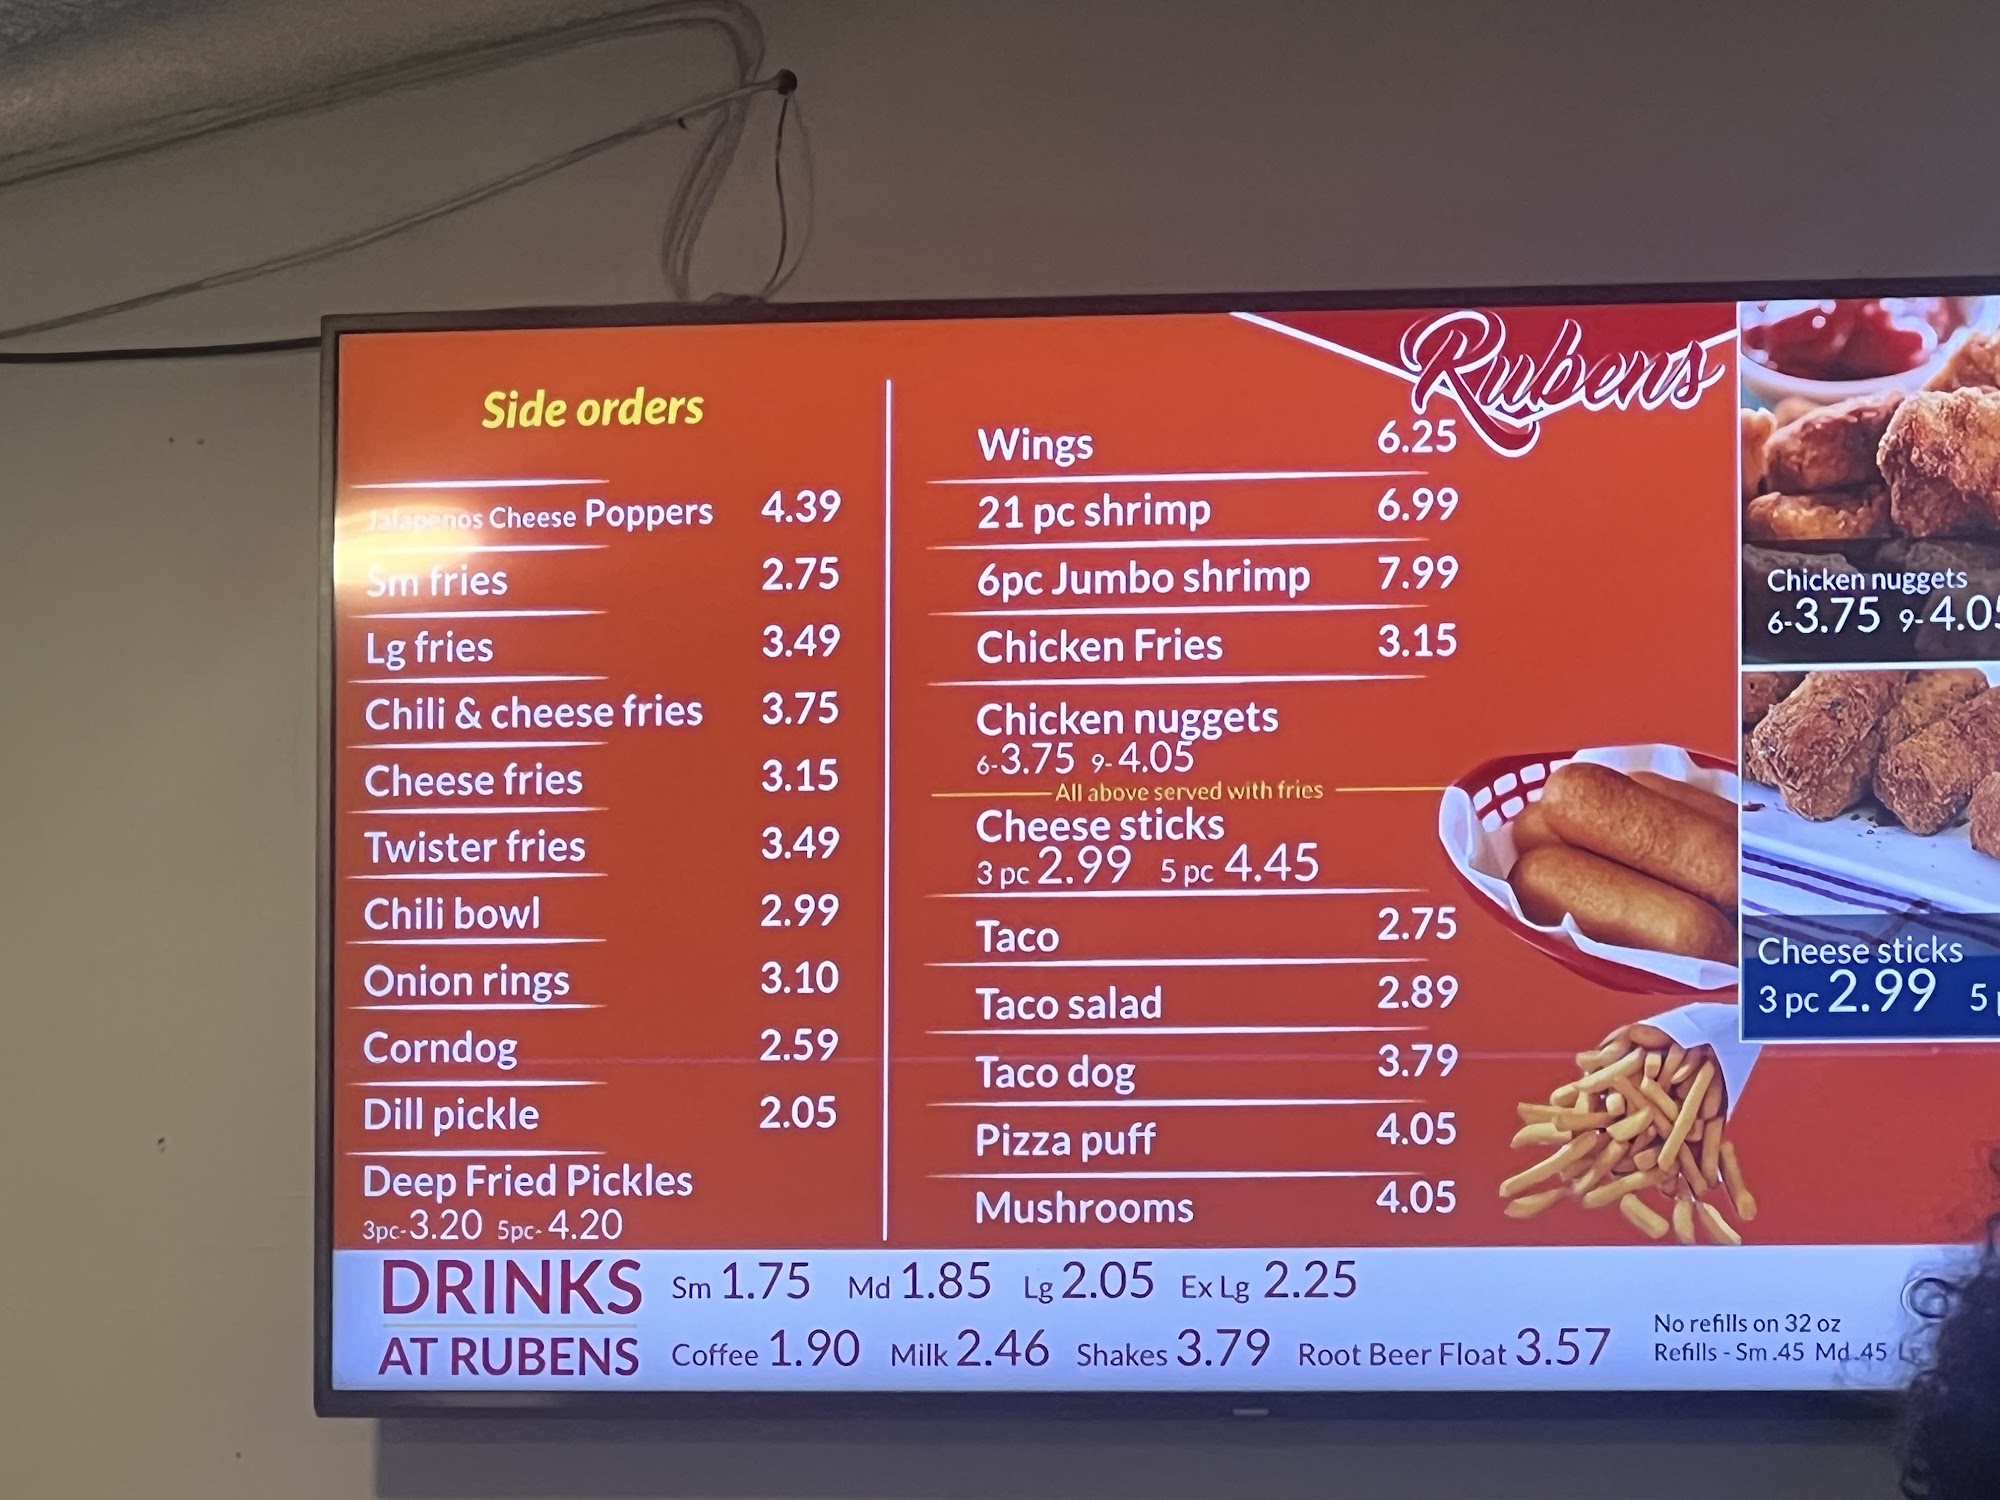 Rubens
Side orders
Jalapenos Cheese Poppers 4.39
Sm fries 2.75
Lg fries 3.49
Chili & cheese fries 3.75
Cheese fries 3.15
Twister fries 3.49
Chili bowl 2.99
Onion rings 3.10
Corndog 2.59
Dill pickle 2.05
Deep Fried Pickles
3pc-3.20 5pc-4.20
Wings 6.25
21 pc shrimp 6.99
6pc Jumbo shrimp 7.99
Chicken Fries 3.15
Chicken nuggets
6-3.75 9-4.05
All above served with fries
Cheese sticks
3 pc 2.99 5 pc 4.45
Taco 2.75
Taco salad 2.89
Taco dog 3.79
Pizza puff 4.05
Mushrooms 4.05
Chicken nuggets
6-3.75 9-4.05
Cheese sticks
3 pc 2.99 5
DRINKS
AT RUBENS
Sm 1.75 Md 1.85 Lg 2.05 Ex Lg 2.25
Coffee 1.90 Milk 2.46 Shakes 3.79 Root Beer Float 3.57
No refills on 32 oz
Refills - Sm .45 Md .45